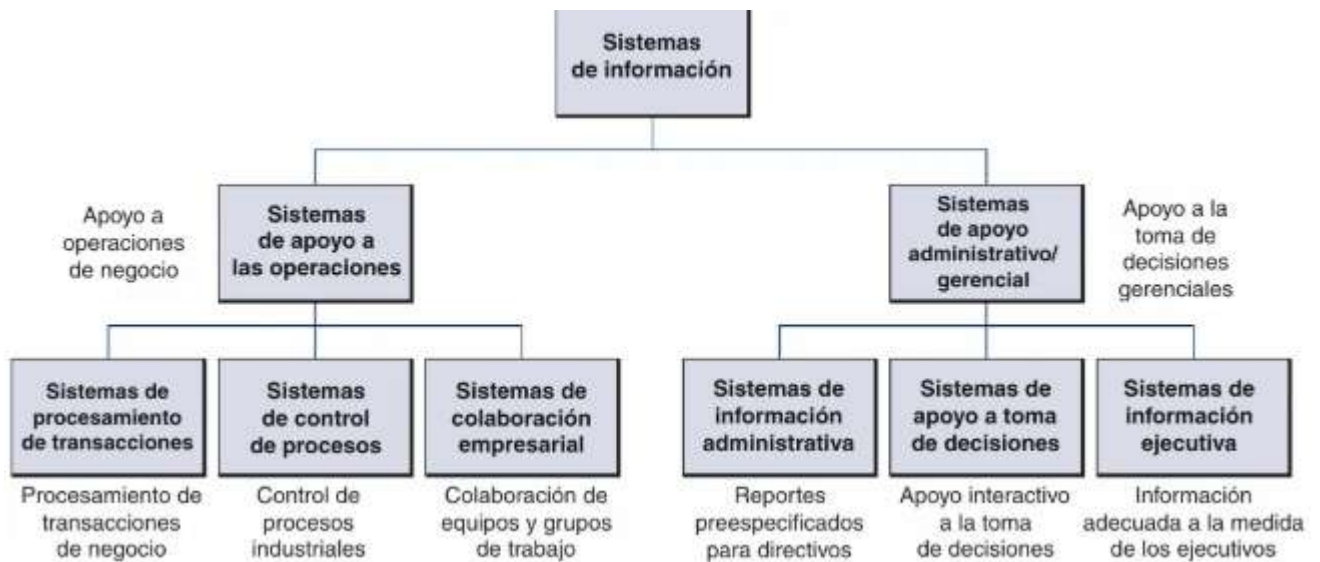 Sistemas
de información
Apoyo a
operaciones
de negocio
Sistemas
de apoyo a
las operaciones
Sistemas
de apoyo
administrativo/
gerencial
Apoyo a la
toma de
decisiones
gerenciales
Sistemas de
procesamiento
de transacciones
Sistemas
de control
de procesos
Sistemas de
colaboración
empresarial
Sistemas de
información
administrativa
Sistemas de
apoyo a toma
de decisiones
Sistemas de
información
ejecutiva
Procesamiento de
transacciones
de negocio
Control de
procesos
industriales
Colaboración de
equipos y grupos
de trabajo
Reportes
preespecificados
para directivos
Apoyo interactivo
a la toma
de decisiones
Información
adecuada a la medida
de los ejecutivos